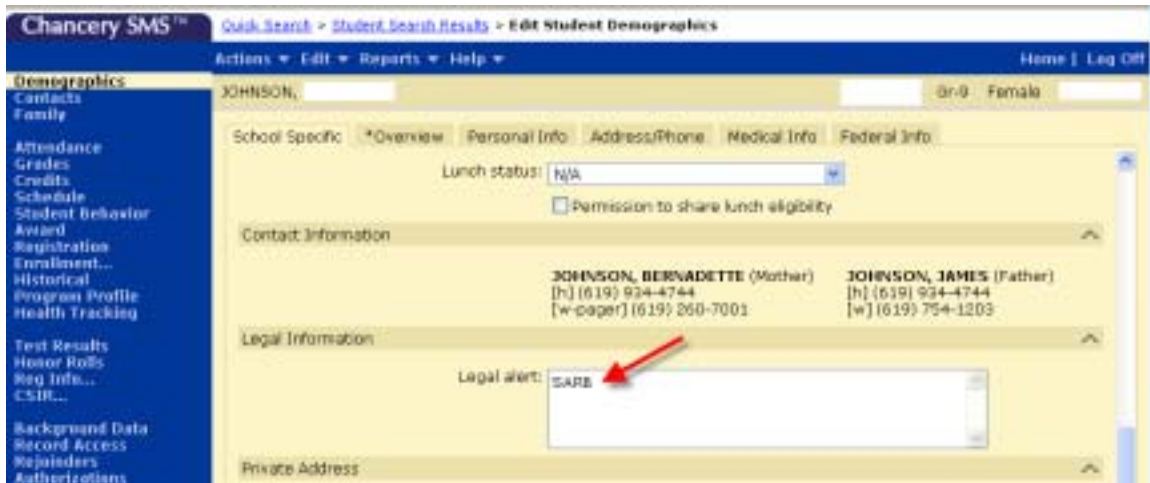 Chancery SMS™
Quick Search > Student Search Results > Edit Student Demographics
Actions Edit Reports Help Home | Log Off
Demographics
Contacts
Family
Attendance
Grades
Credits
Schedule
Student Behavior
Award
Registration
Enrollment...
Historical
Program Profile
Health Tracking
Test Results
Honor Rolls
Reg Info...
CSIR...
Background Data
Record Access
Rejoinders
Authorizations
JOHNSON, Gr-9 Female
School Specific *Overview Personal Info Address/Phone Medical Info Federal Info
Lunch status: N/A
Permission to share lunch eligibility
Contact Information
JOHNSON, BERNADETTE (Mother) JOHNSON, JAMES (Father)
[h] (619) 934-4744 [h] (619) 934-4744
[w-pager] (619) 260-7001 [w] (619) 754-1203
Legal Information
Legal alert: SARB
Private Address